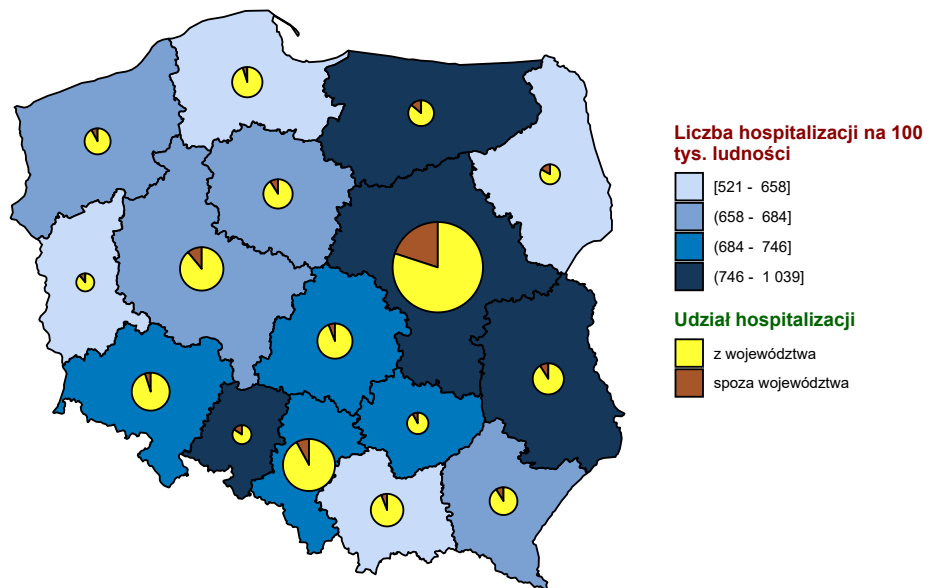 Liczba hospitalizacji na 100
tys. ludności
[521 - 658]
(658 - 684]
(684 - 746]
(746 - 1 039]
Udział hospitalizacji
z województwa
spoza województwa